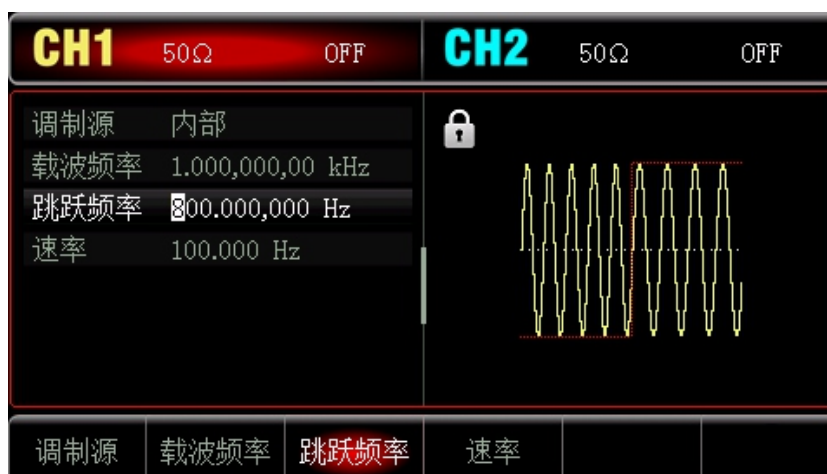 CH1 50Ω OFF CH2 50Ω OFF
调制源 内部
载波频率 1.000,000,00 kHz
跳跃频率 800.000,000 Hz
速率 100.000 Hz
调制源 载波频率 跳跃频率 速率